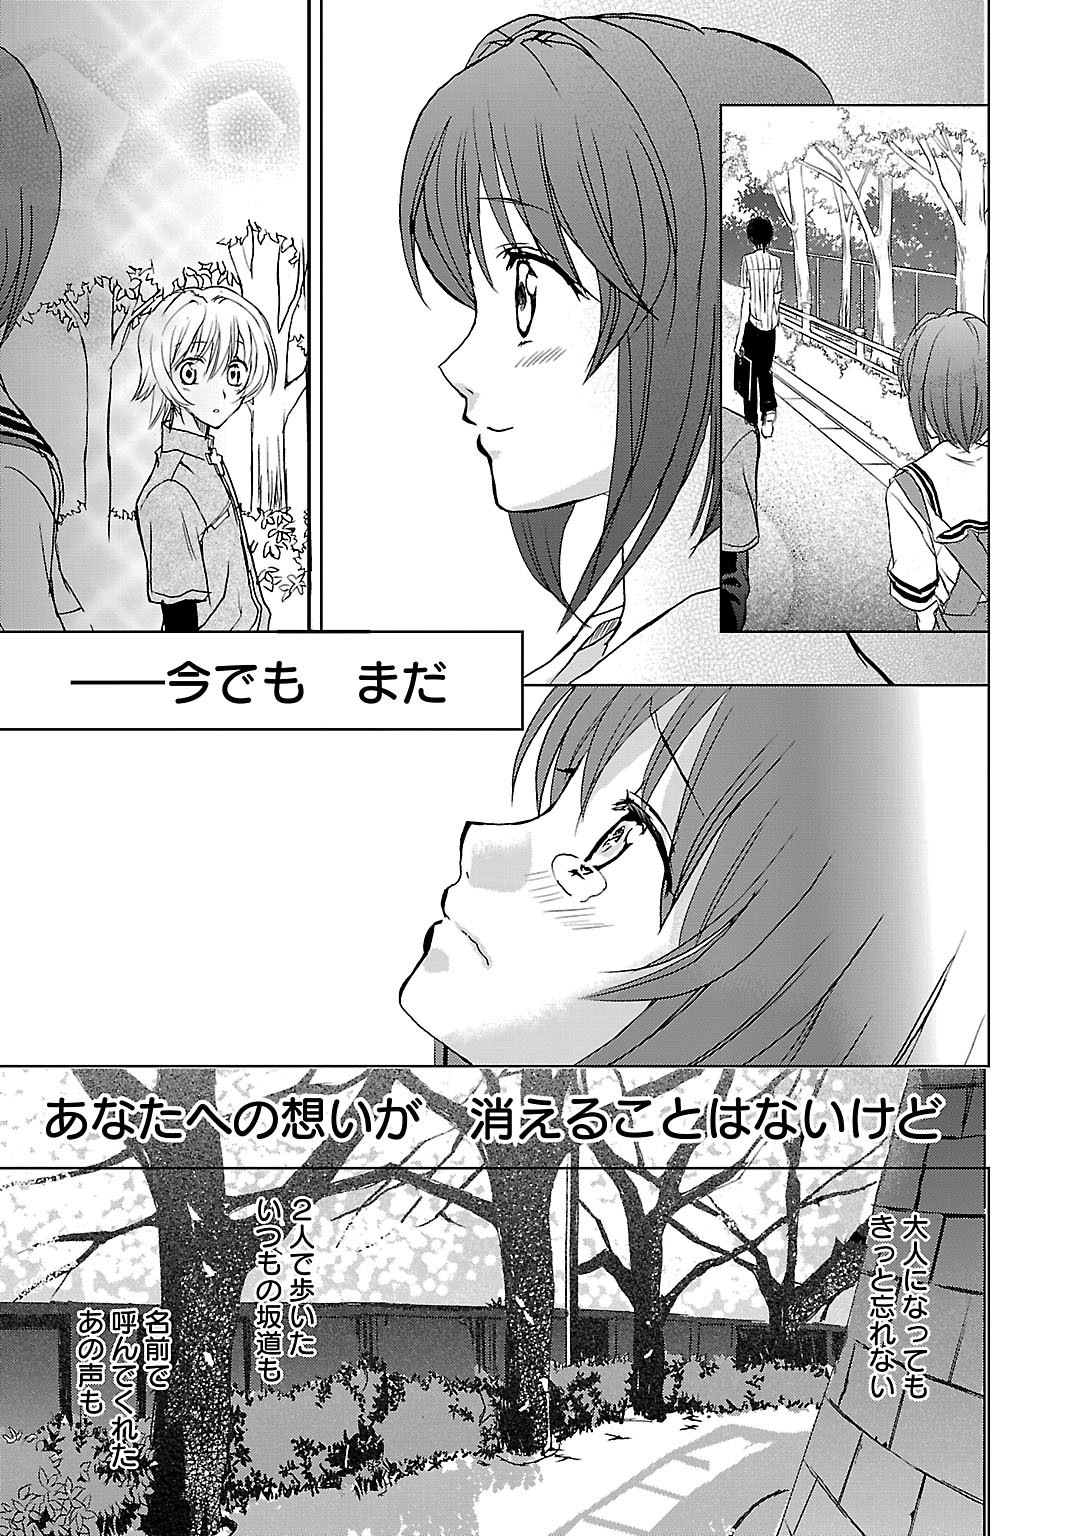 ――今でも　まだ
あなたへの想いが　消えることはないけど
大人になっても
きっと忘れない
2人で歩いた
いつもの坂道も
名前で
呼んでくれた
あの声も